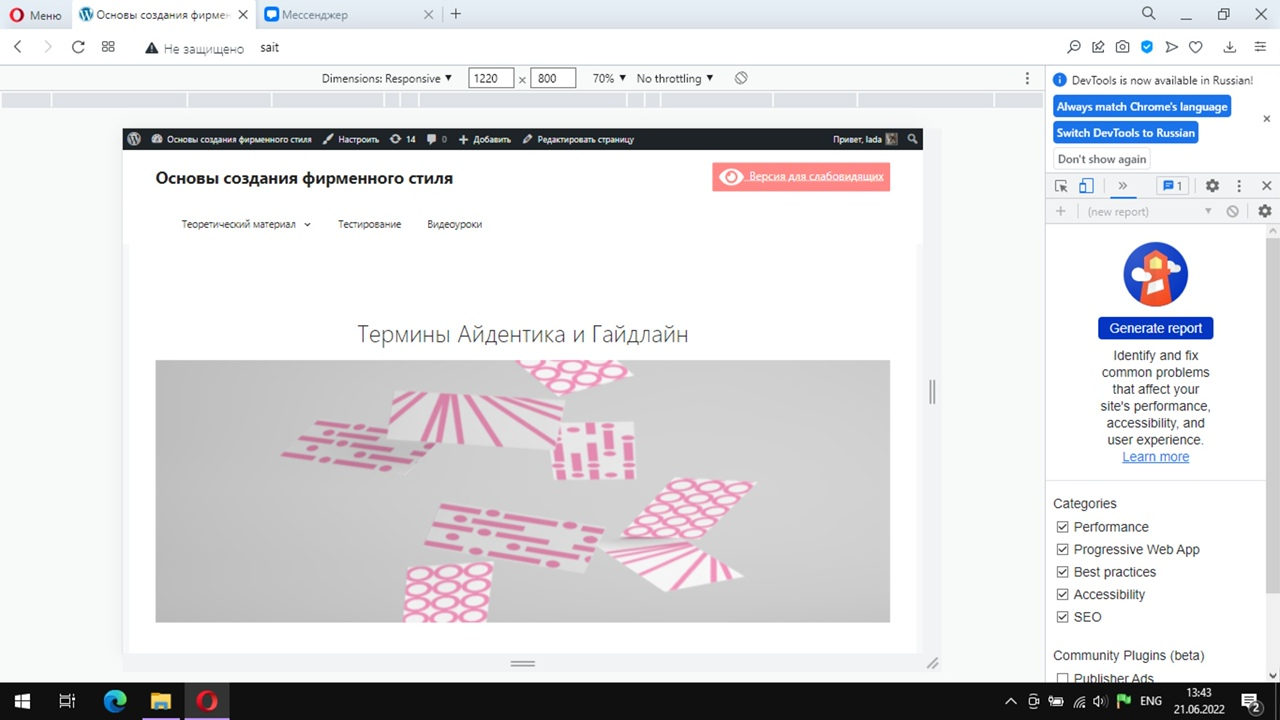 Меню
Основы создания фирмен
Мессенджер
Не защищено sait
Dimensions: Responsive 1220 x 800 70% No throttling
DevTools is now available in Russian!
Always match Chrome's language
Switch DevTools to Russian
Don't show again
1
(new report)
Основы создания фирменного стиля Настроить 14 0 Добавить Редактировать страницу Привет, lada
Основы создания фирменного стиля
Версия для слабовидящих
Теоретический материал Тестирование Видеоуроки
Термины Айдентика и Гайдлайн
Generate report
Identify and fix
common problems
that affect your
site's performance,
accessibility, and
user experience.
Learn more
Categories
Performance
Progressive Web App
Best practices
Accessibility
SEO
Community Plugins (beta)
Publisher Ads
ENG
13:43
21.06.2022
2